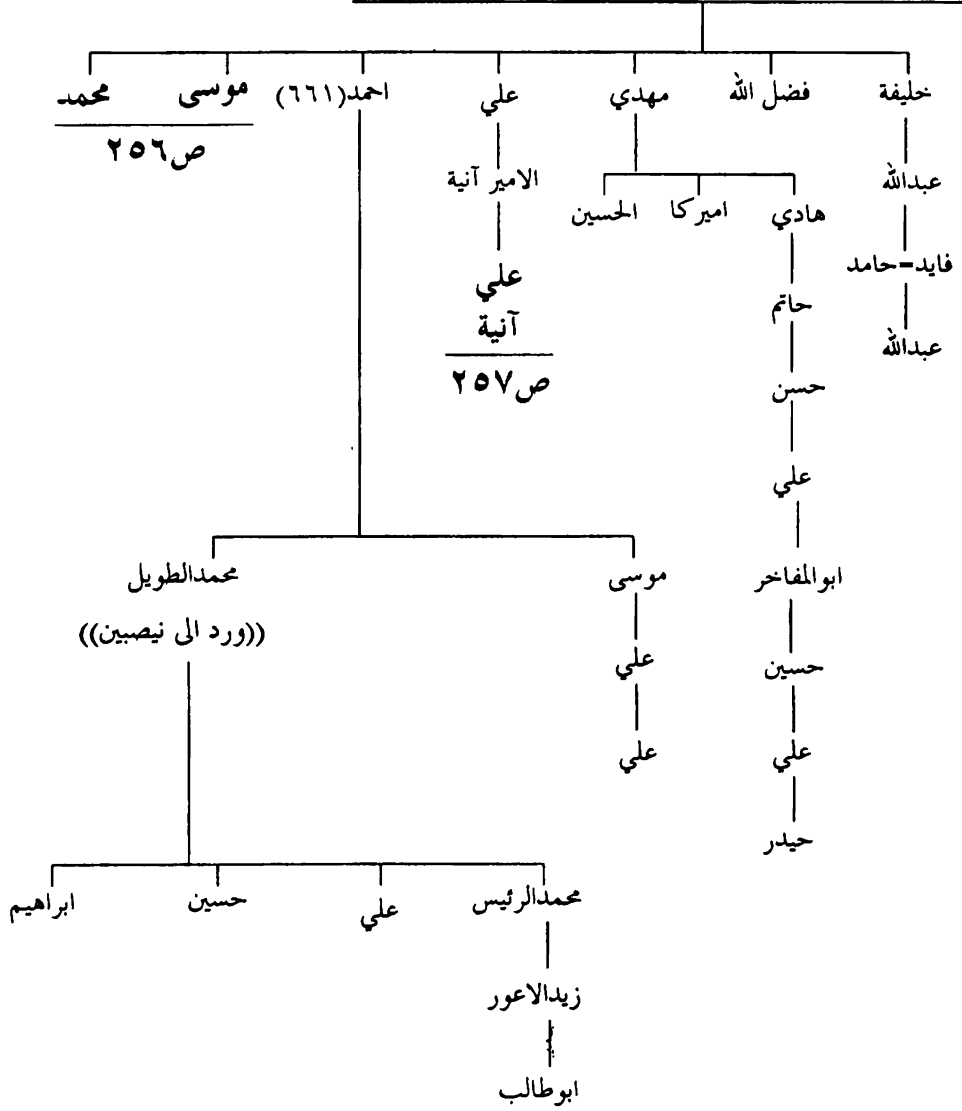 خليفة فضل الله مهدي علي احمد(٦٦١) موسى محمد
ص٢٥٦
عبدالله الامير آنية
هادي اميركا الحسين
فايد=حامد علي
حاتم آنية
عبدالله
ص٢٥٧
حسن
علي
ابوالمفاخر موسى محمدالطويل
((ورد الى نيصبين))
حسين علي
علي علي
حيدر
محمدالرئيس علي حسين ابراهيم
زيدالاعور
ابوطالب